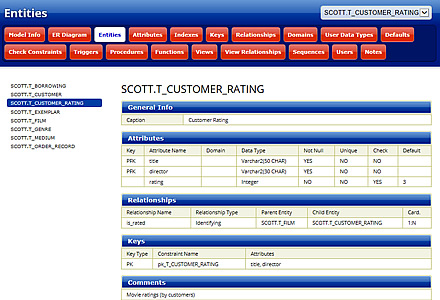 Entities
SCOTT.T_CUSTOMER_RATING
Model Info ER Diagram Entities Attributes Indexes Keys Relationships Domains User Data Types Defaults
Check Constraints Triggers Procedures Functions Views View Relationships Sequences Users Notes
SCOTT.T_BORROWING
SCOTT.T_CUSTOMER
SCOTT.T_CUSTOMER_RATING
SCOTT.T_EXEMPLAR
SCOTT.T_FILM
SCOTT.T_GENRE
SCOTT.T_MEDIUM
SCOTT.T_ORDER_RECORD
SCOTT.T_CUSTOMER_RATING
General Info
Caption Customer Rating
Attributes
Key Attribute Name Domain Data Type Not Null Unique Check Default
PFK title Varchar2(50 CHAR) YES NO NO
PFK director Varchar2(30 CHAR) YES NO NO
rating Integer NO NO YES 3
Relationships
Relationship Name Relationship Type Parent Entity Child Entity Card.
is_rated Identifying SCOTT.T_FILM SCOTT.T_CUSTOMER_RATING 1:N
Keys
Key Type Constraint Name Attributes
PK pk_T_CUSTOMER_RATING title, director
Comments
Movie ratings (by customers)